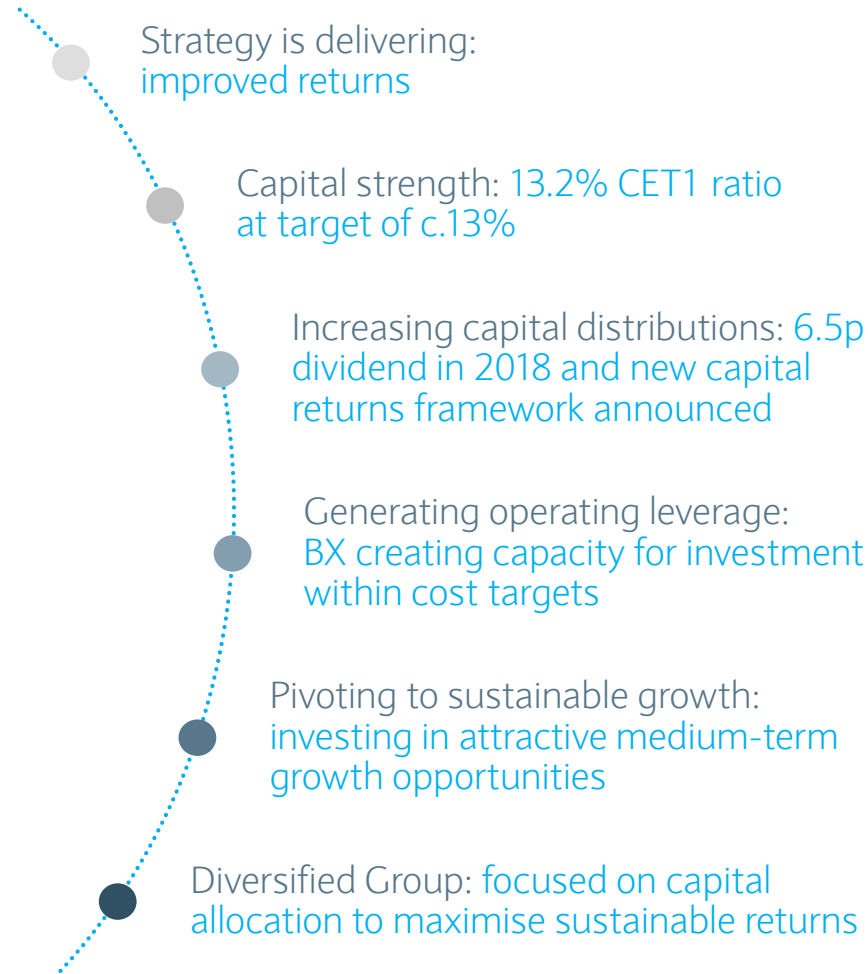 Strategy is delivering:
improved returns
Capital strength: 13.2% CET1 ratio
at target of c.13%
Increasing capital distributions: 6.5p
dividend in 2018 and new capital
returns framework announced
Generating operating leverage:
BX creating capacity for investment
within cost targets
Pivoting to sustainable growth:
investing in attractive medium-term
growth opportunities
Diversified Group: focused on capital
allocation to maximise sustainable returns